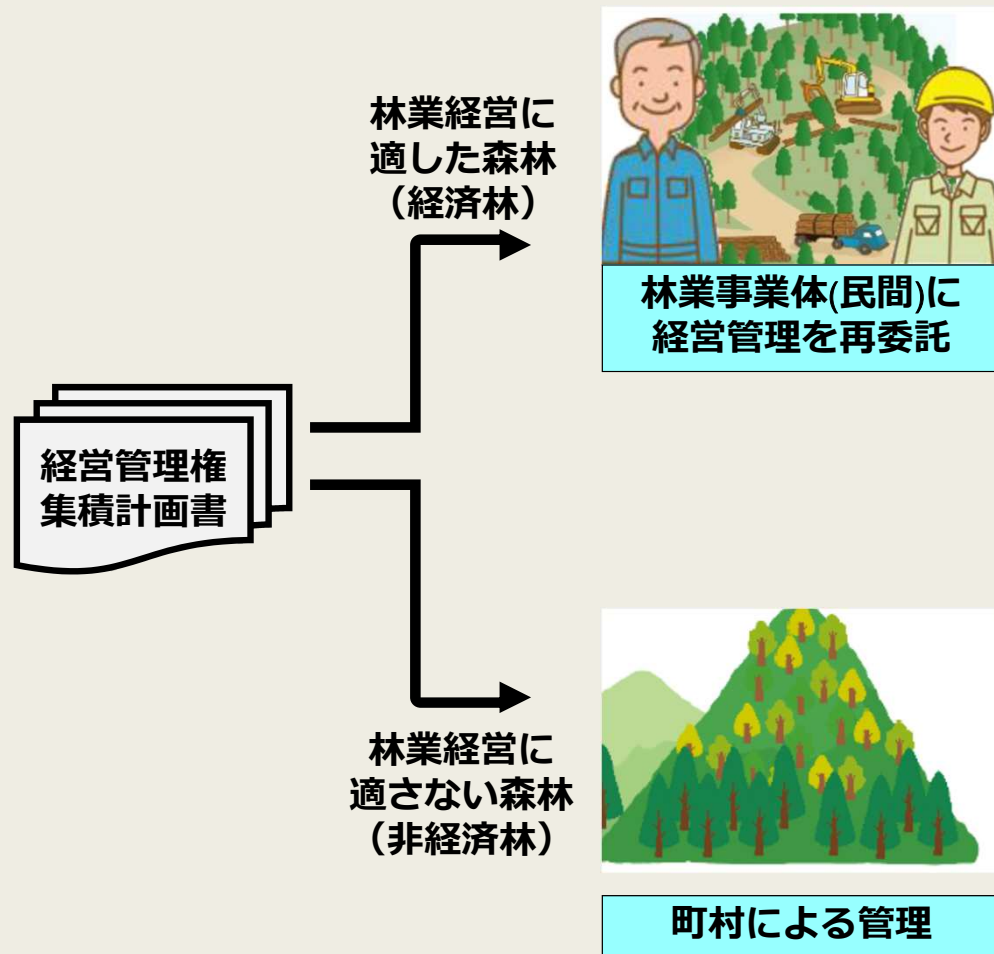 林業経営に
適した森林
（経済林）
林業事業体(民間)に
経営管理を再委託
経営管理権
集積計画書
林業経営に
適さない森林
（非経済林）
町村による管理